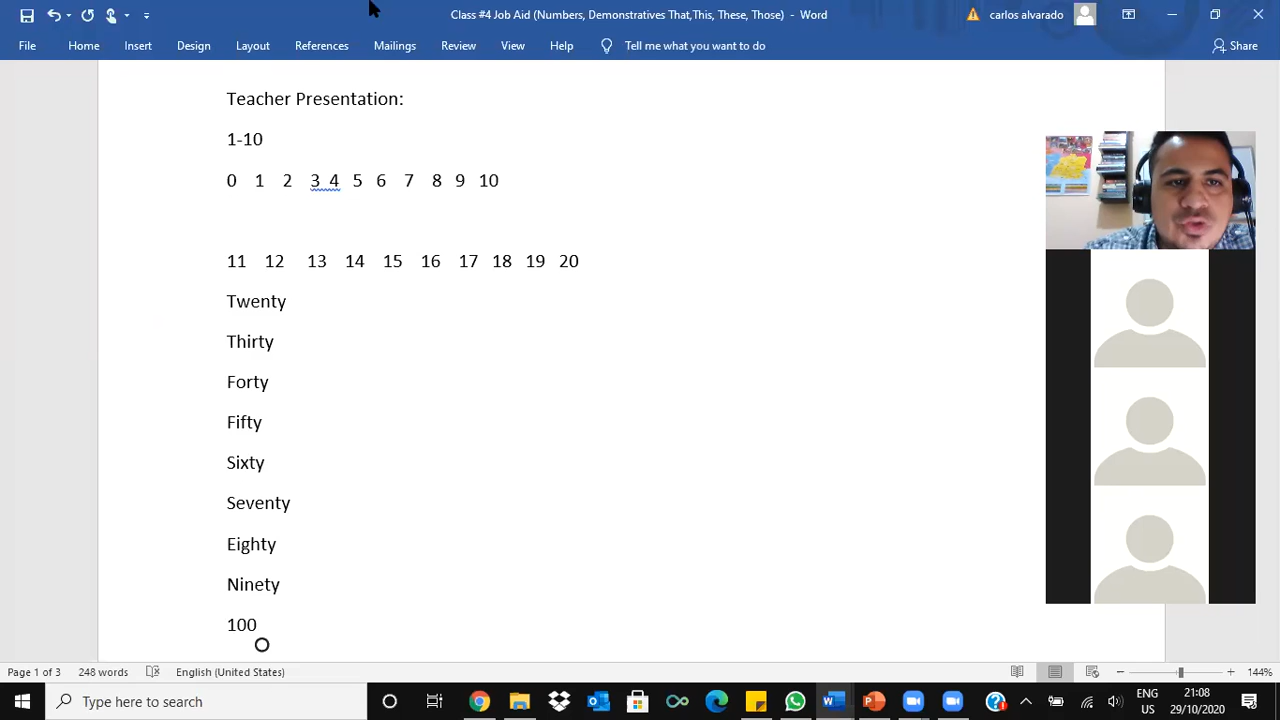 Class #4 Job Aid (Numbers, Demonstratives That,This, These, Those) - Word
carlos alvarado
File Home Insert Design Layout References Mailings Review View Help Tell me what you want to do Share
Teacher Presentation:
1-10
0 1 2 3 4 5 6 7 8 9 10
11 12 13 14 15 16 17 18 19 20
Twenty
Thirty
Forty
Fifty
Sixty
Seventy
Eighty
Ninety
100
Page 1 of 3 248 words English (United States) 144%
Type here to search
ENG
US
21:08
29/10/2020